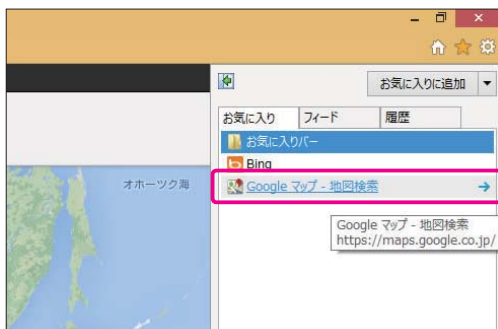 お気に入りに追加
お気に入り フィード 履歴
お気に入りバー
Bing
Google マップ - 地図検索
オホーツク海
Google マップ - 地図検索
https://maps.google.co.jp/